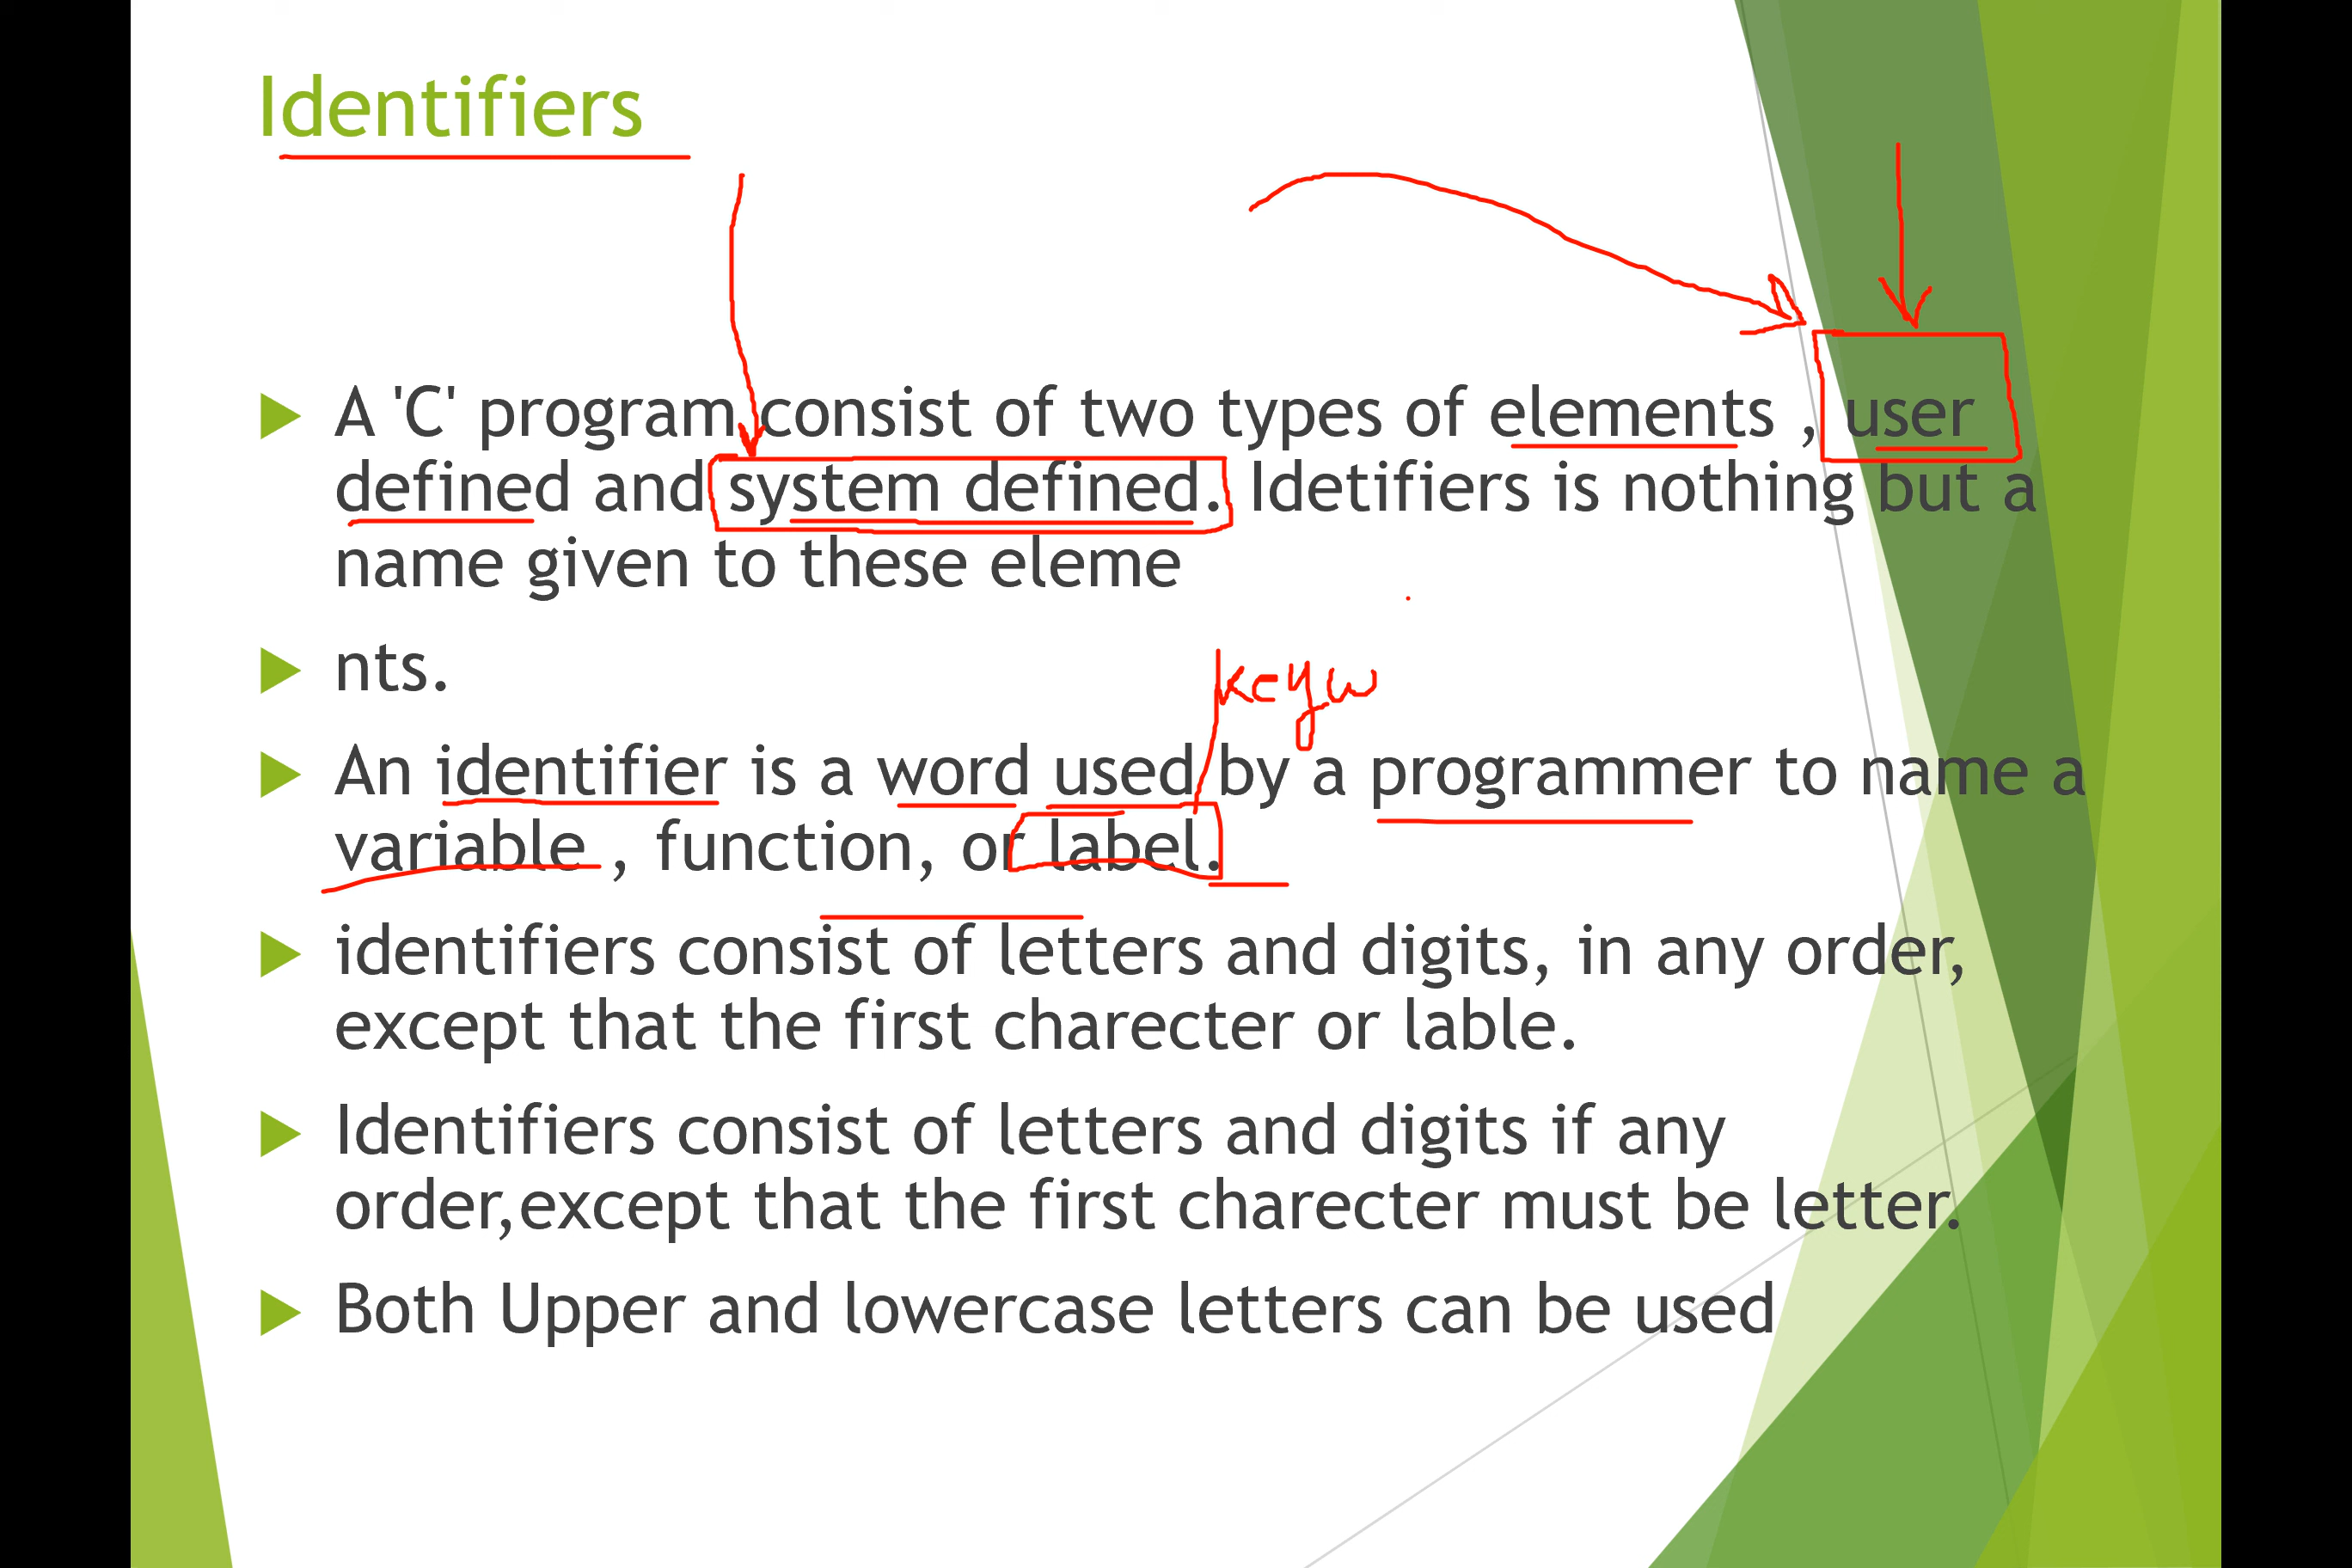 Identifiers
A 'C' program consist of two types of elements , user
defined and system defined. Idetifiers is nothing but a
name given to these eleme
nts.
keyw
An identifier is a word used by a programmer to name a
variable , function, or label.
identifiers consist of letters and digits, in any order,
except that the first charecter or lable.
Identifiers consist of letters and digits if any
order,except that the first charecter must be letter.
Both Upper and lowercase letters can be used